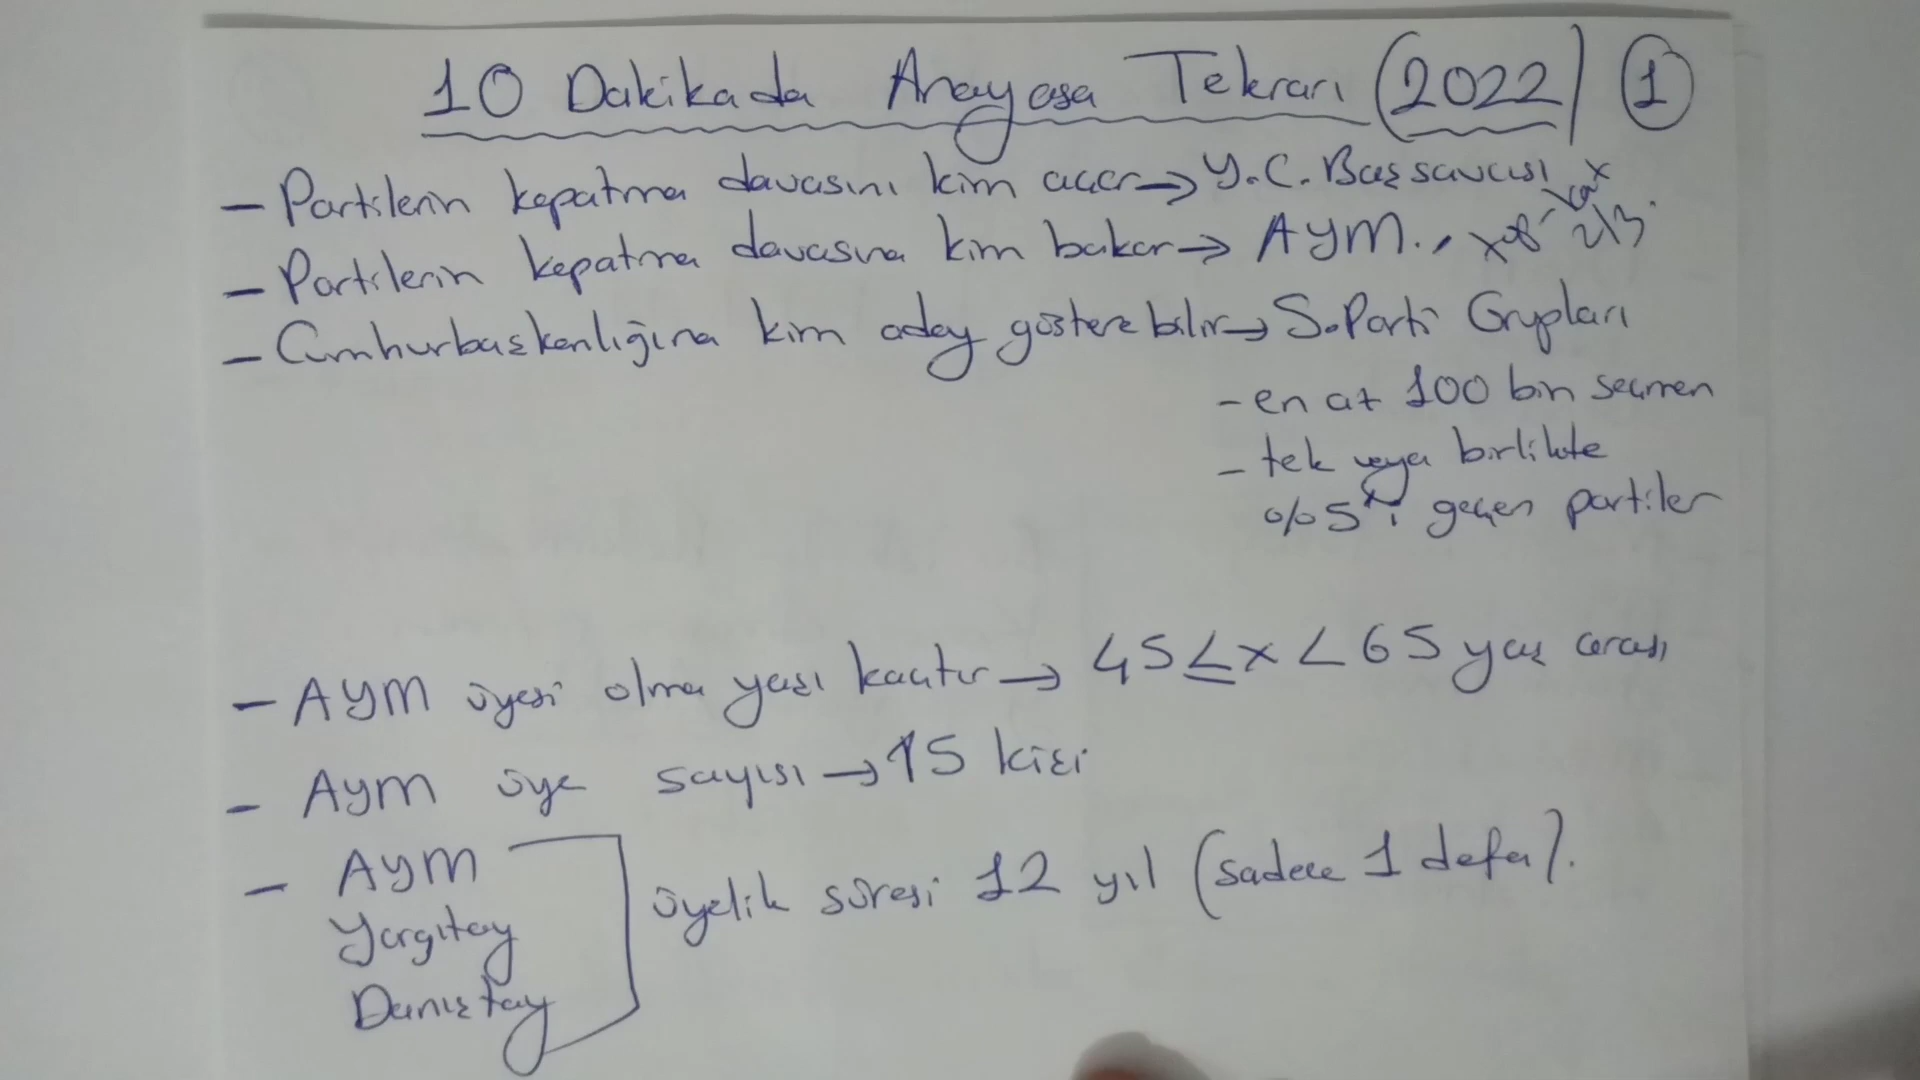 10 Dakikada Anayasa Tekrarı (2022) 1
- Partilerin kapatma davasını kim açar → Y.C. Başsavcısı
- Partilerin kapatma davasına kim bakar → AYM. 2/3
- Cumhurbaşkanlığına kim aday gösterebilir → S.Parti Grupları
- en az 100 bin seçmen
- tek veya birlikte
%5'i geçen partiler
- AYM üyesi olma yaşı kaçtır → 45 ≤ x < 65 yaş arası
- AYM üye sayısı → 15 kişi
- AYM
Yargıtay
Danıştay
üyelik süresi 12 yıl (sadece 1 defa).